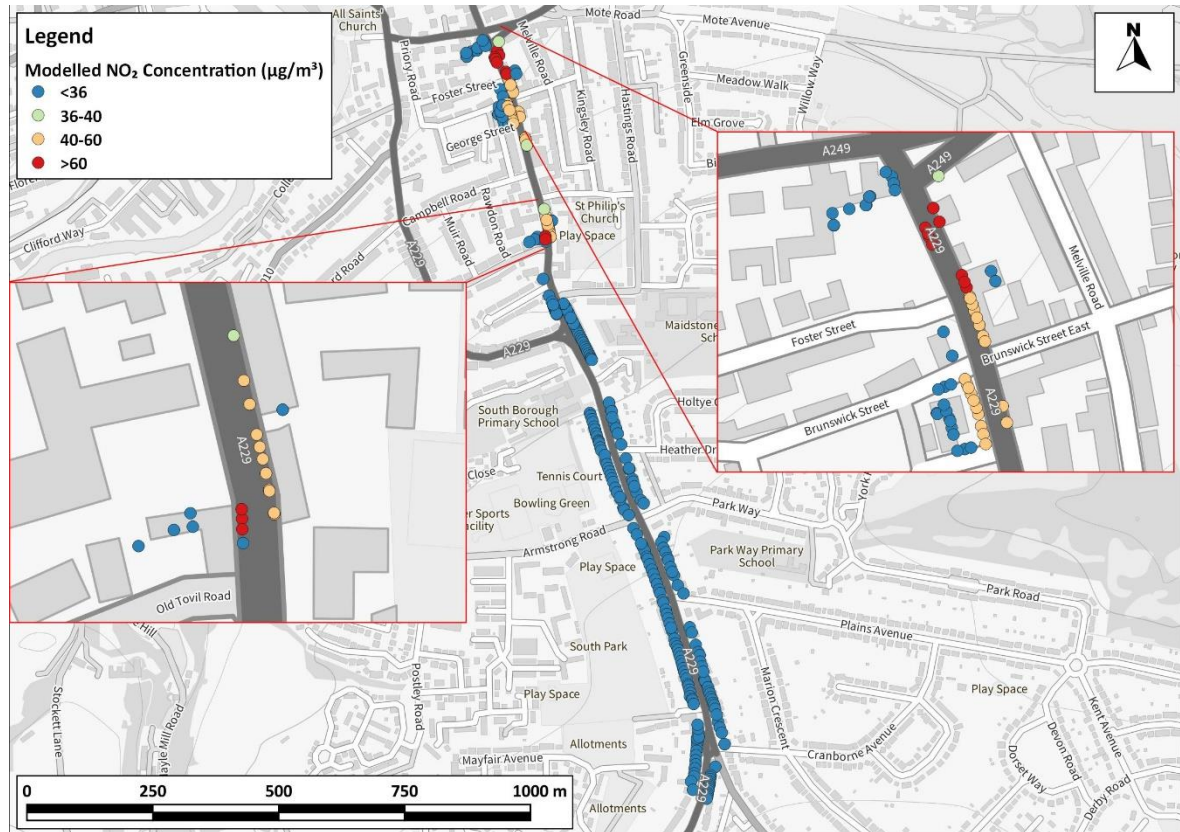 Legend
Modelled NO₂ Concentration (µg/m³)
<36
36-40
40-60
>60
N
All Saints'
Church
Mote Road
Mote Avenue
Priory Road
Melville Road
Greenside
Willow Way
Meadow Walk
Foster Street
Kingsley Road
Hastings Road
Elm Grove
George Street
Campbell Road
Rawdon Road
St Philip's
Church
Play Space
Muir Road
Clifford Way
A229
A249
A249
A229
Melville Road
Foster Street
Brunswick Street East
Brunswick Street
A229
A229
Old Tovil Road
A229
Maidstone
South Borough
Primary School
Holtye
Heather
Close
Tennis Court
Bowling Green
Park Way
Armstrong Road
Play Space
Park Way Primary
School
Park Road
Plains Avenue
South Park
A229
Marion Crescent
Play Space
Postley Road
Play Space
Stockett Lane
Mill Road
Kent Avenue
Devon Road
Dorset Way
Derby Road
Cranborne Avenue
Allotments
Mayfair Avenue
A229
Allotments
0 250 500 750 1000 m